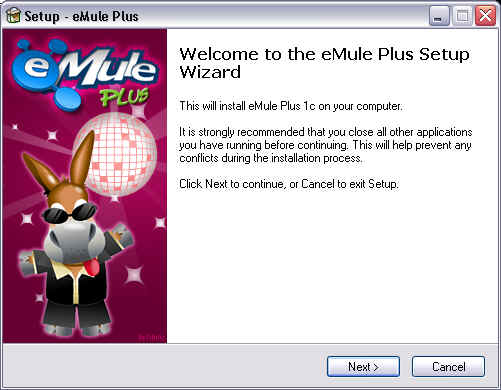 Setup - eMule Plus
eMule
PLUS
Welcome to the eMule Plus Setup
Wizard
This will install eMule Plus 1c on your computer.
It is strongly recommended that you close all other applications
you have running before continuing. This will help prevent any
conflicts during the installation process.
Click Next to continue, or Cancel to exit Setup.
Next >
Cancel